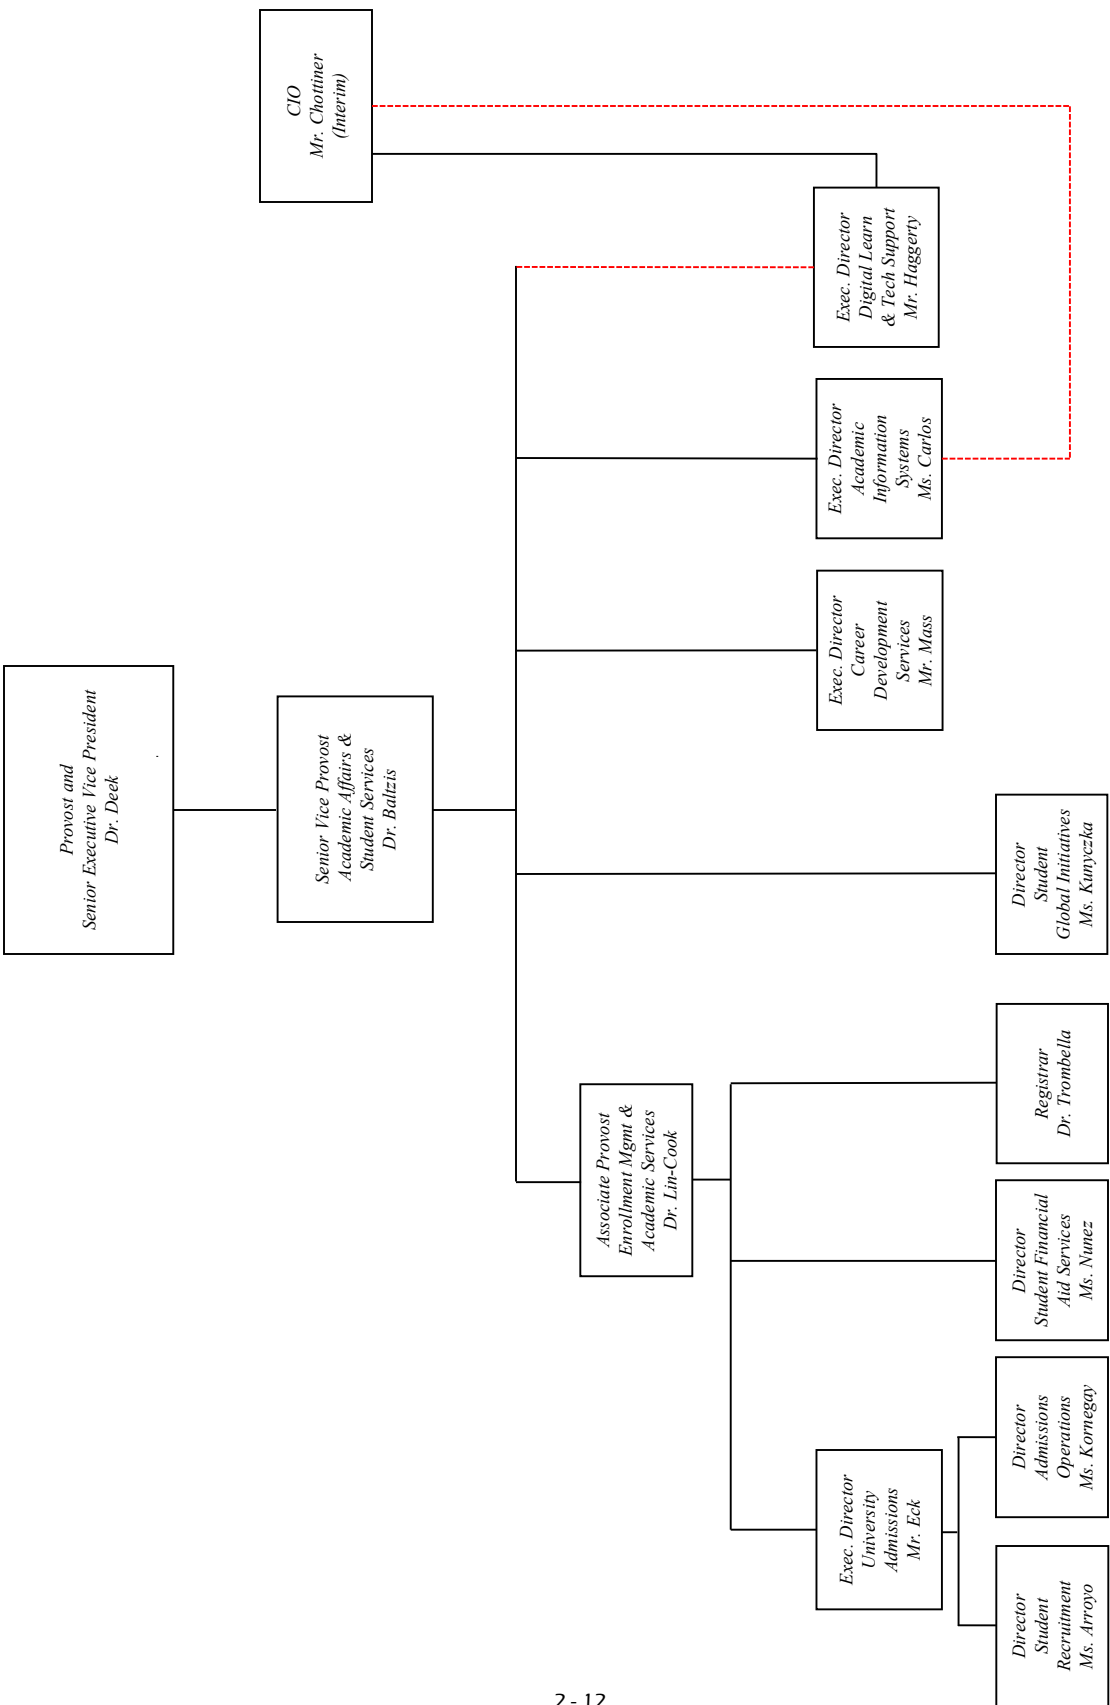 Provost and
Senior Executive Vice President
Dr. Deek
Senior Vice Provost
Academic Affairs &
Student Services
Dr. Baltzis
CIO
Mr. Chottiner
(Interim)
Associate Provost
Enrollment Mgmt &
Academic Services
Dr. Lin-Cook
Exec. Director
University
Admissions
Mr. Eck
Exec. Director
Career
Development
Services
Mr. Mass
Exec. Director
Academic
Information
Systems
Ms. Carlos
Exec. Director
Digital Learn
& Tech Support
Mr. Haggerty
Director
Student
Recruitment
Ms. Arroyo
Director
Admissions
Operations
Ms. Kornegay
Director
Student Financial
Aid Services
Ms. Nunez
Registrar
Dr. Trombella
Director
Student
Global Initiatives
Ms. Kunyczka
2 - 12